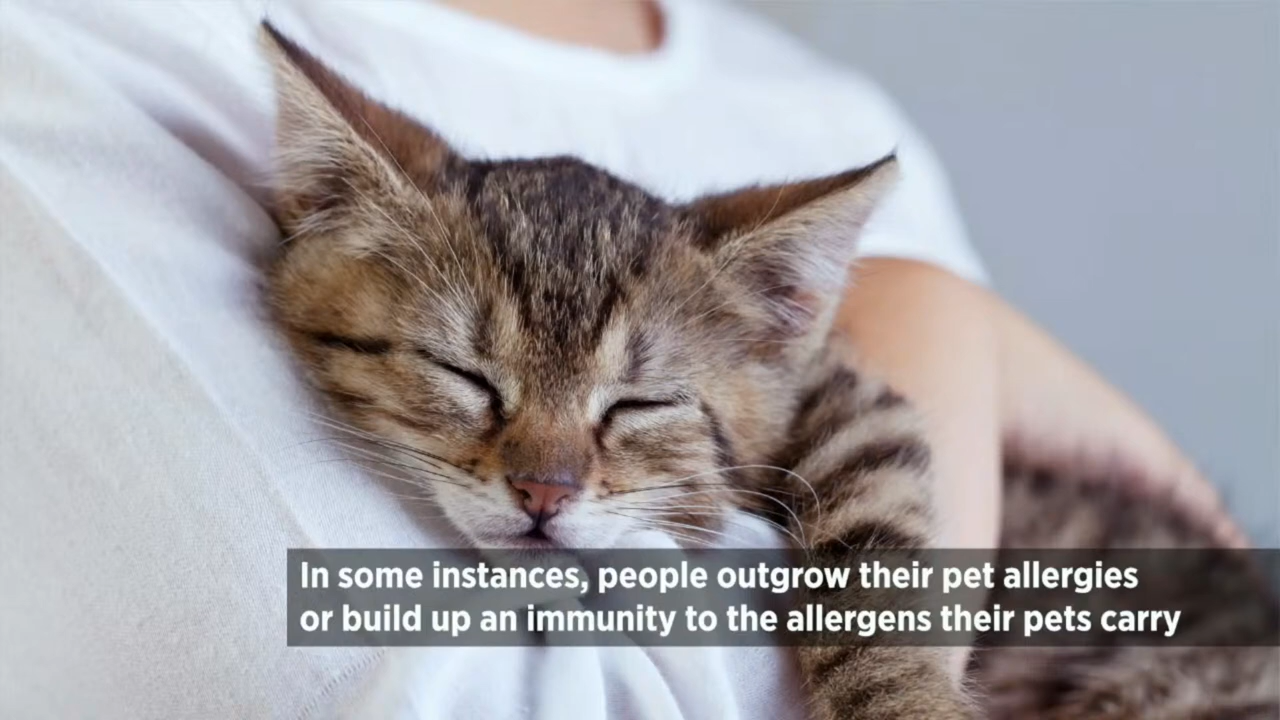 In some instances, people outgrow their pet allergies
or build up an immunity to the allergens their pets carry